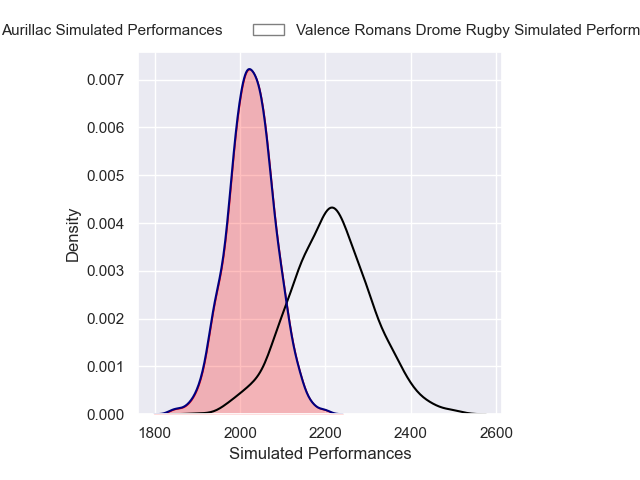 Aurillac Simulated Performances
Valence Romans Drome Rugby Simulated Perform
0.007
0.006
0.005
0.004
0.003
0.002
0.001
0.000
Density
1800 2000 2200 2400 2600
Simulated Performances